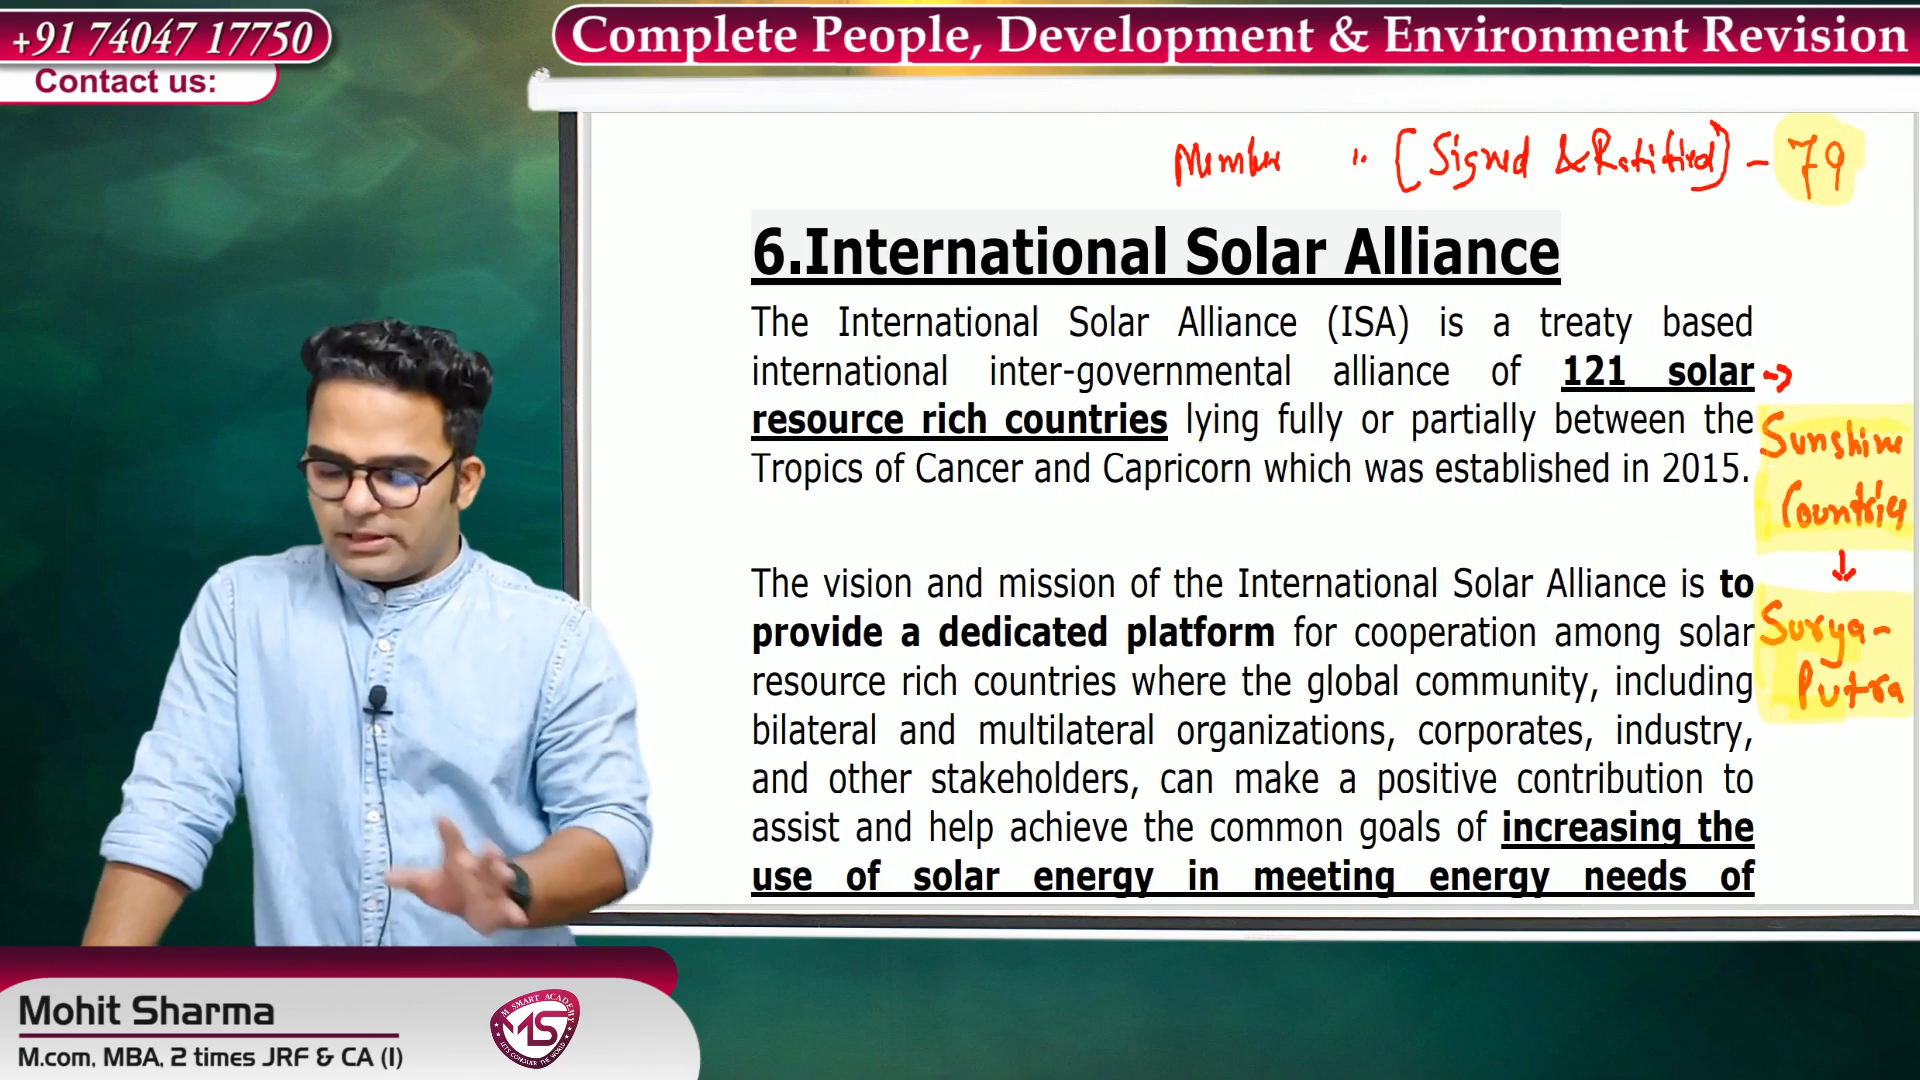 +91 74047 17750
Contact us:
Complete People, Development & Environment Revision
Member : [Signed & Ratified] - 79
6.International Solar Alliance
The International Solar Alliance (ISA) is a treaty based
international inter-governmental alliance of 121 solar →
resource rich countries lying fully or partially between the
Tropics of Cancer and Capricorn which was established in 2015.
Sunshine
Countries
↓
The vision and mission of the International Solar Alliance is to
provide a dedicated platform for cooperation among solar
resource rich countries where the global community, including
bilateral and multilateral organizations, corporates, industry,
and other stakeholders, can make a positive contribution to
assist and help achieve the common goals of increasing the
use of solar energy in meeting energy needs of
Surya-
Putra
Mohit Sharma
M.com, MBA, 2 times JRF & CA (I)
M SMART ACADEMY
MS
LET'S CONQUER THE WORLD